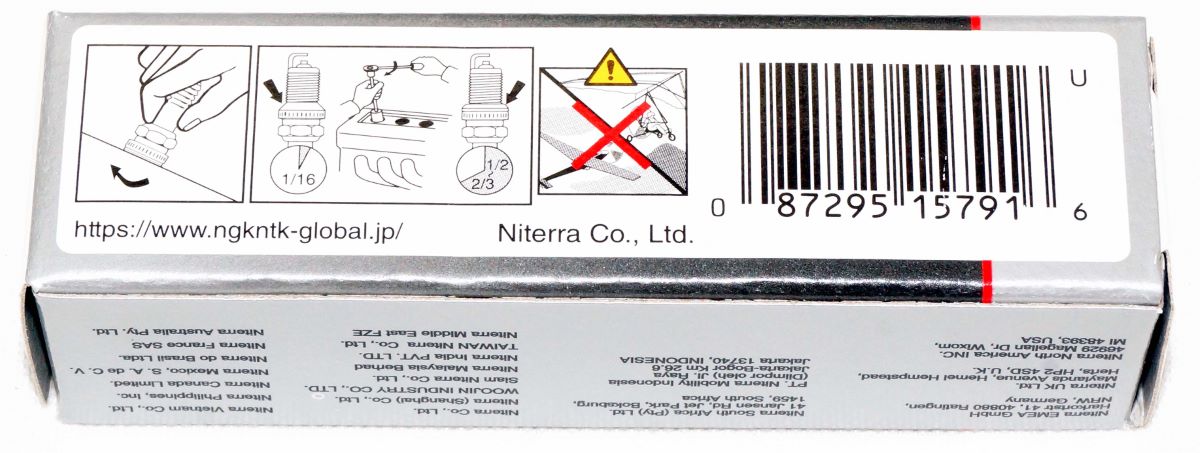 1/16
1/2
2/3
!
U
0 87295 15791 6
https://www.ngkntk-global.jp/
Niterra Co., Ltd.
Niterra EMEA GmbH
Harkortstr 41, 40880 Ratingen,
NRW, Germany
Niterra UK Ltd.
Maylands Avenue, Hemel Hempstead,
Herts, HP2 4SD, U.K.
Niterra North America INC.
46929 Magellan Dr, Wixom,
MI 48393, USA
Niterra South Africa (Pty) Ltd.
41 Jansen Rd, Jet Park, Boksburg,
1459, South Africa
PT. Niterra Mobility Indonesia
(Diimpor oleh) Jl. Raya
Jakarta-Bogor Km 26.6
Jakarta 13740, INDONESIA
Niterra Co., Ltd.
Niterra (Shanghai) Co., Ltd.
WOOJIN INDUSTRY CO., LTD.
Siam Niterra Co., Ltd.
Niterra Malaysia Berhad
Niterra India PVT. LTD.
TAIWAN Niterra Co., Ltd.
Niterra Middle East FZE
Niterra Vietnam Co., Ltd.
Niterra Philippines, Inc.
Niterra Canada Limited.
Niterra Mexico, S. A. de C. V.
Niterra do Brasil Ltda.
Niterra France SAS
Niterra Australia Pty. Ltd.